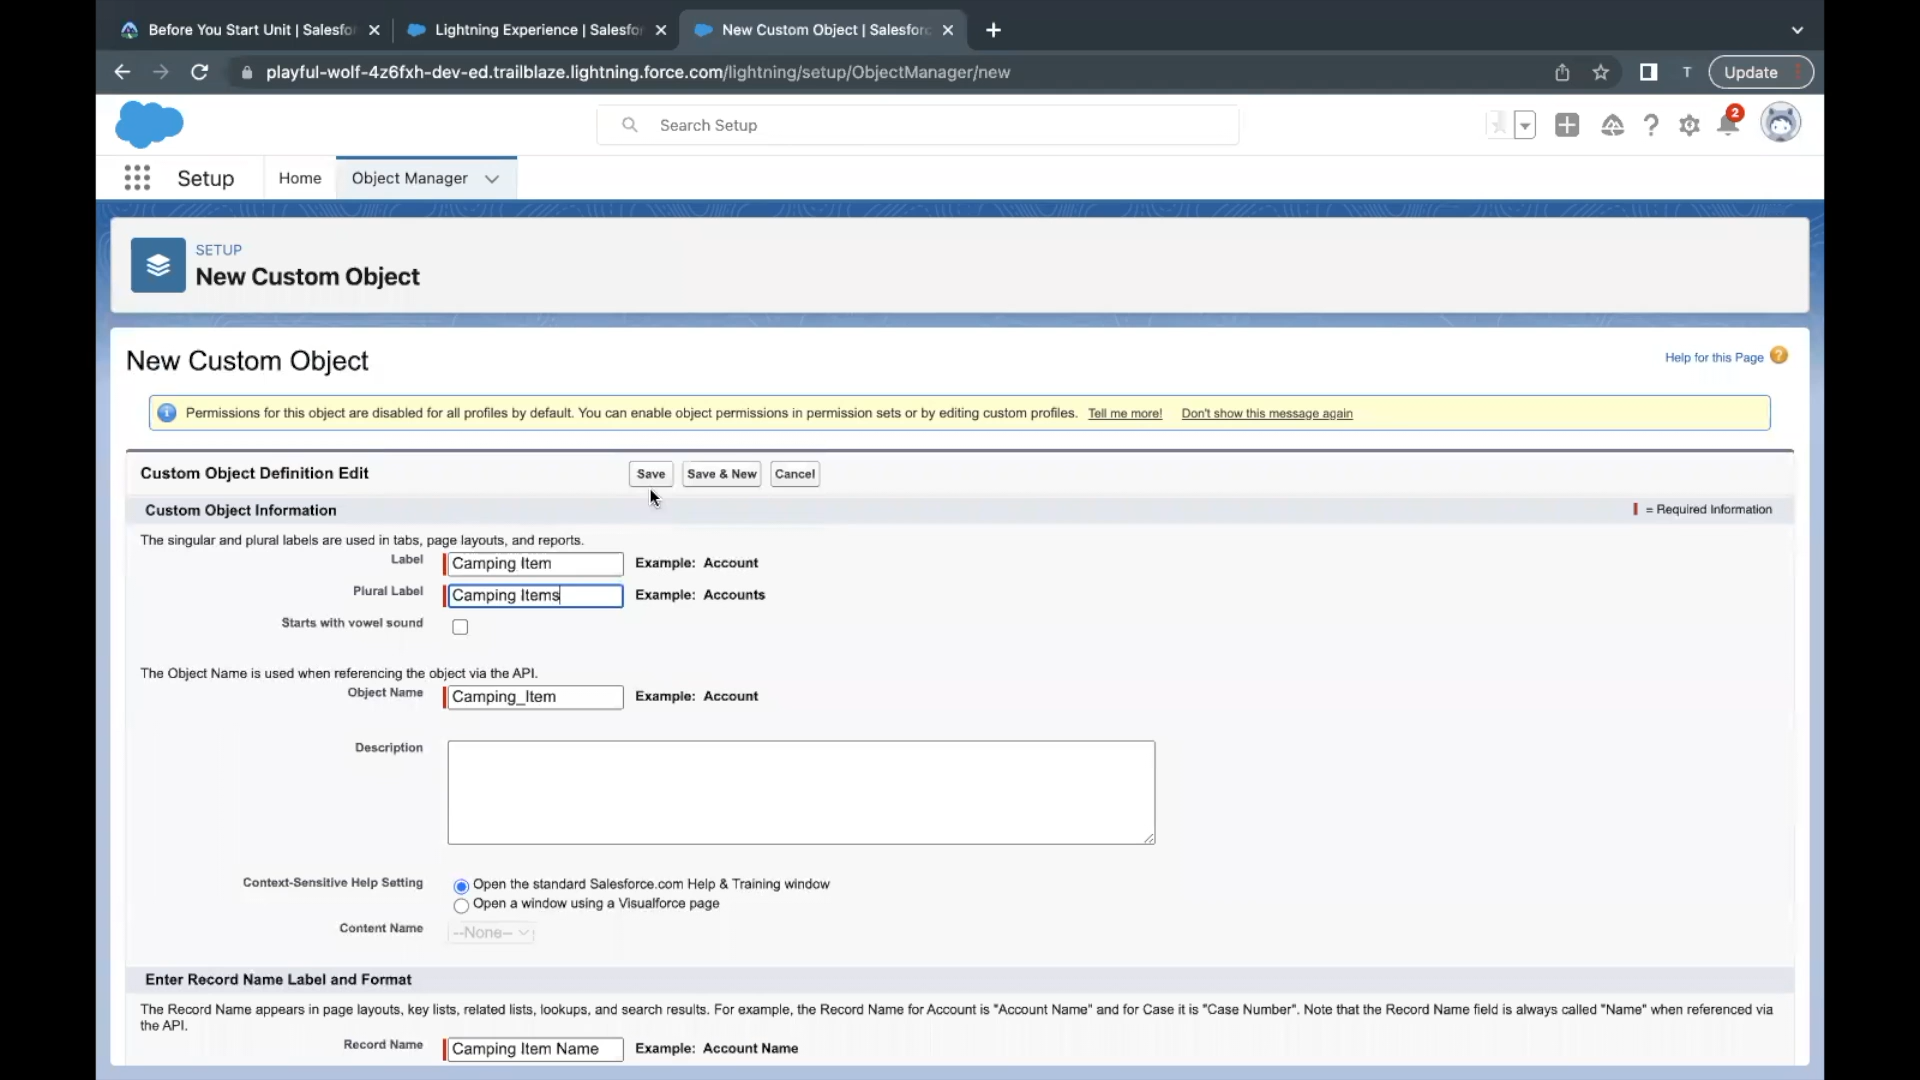 Before You Start Unit | Salesfo
Lightning Experience | Salesfor
New Custom Object | Salesforc
playful-wolf-4z6fxh-dev-ed.trailblaze.lightning.force.com/lightning/setup/ObjectManager/new
T
Update
Search Setup
2
Setup
Home
Object Manager
SETUP
New Custom Object
New Custom Object
Help for this Page
Permissions for this object are disabled for all profiles by default. You can enable object permissions in permission sets or by editing custom profiles. Tell me more! Don't show this message again
Custom Object Definition Edit
Save
Save & New
Cancel
Custom Object Information
= Required Information
The singular and plural labels are used in tabs, page layouts, and reports.
Label
Camping Item
Example: Account
Plural Label
Camping Items
Example: Accounts
Starts with vowel sound
The Object Name is used when referencing the object via the API.
Object Name
Camping_Item
Example: Account
Description
Context-Sensitive Help Setting
Open the standard Salesforce.com Help & Training window
Open a window using a Visualforce page
Content Name
--None--
Enter Record Name Label and Format
The Record Name appears in page layouts, key lists, related lists, lookups, and search results. For example, the Record Name for Account is "Account Name" and for Case it is "Case Number". Note that the Record Name field is always called "Name" when referenced via
the API.
Record Name
Camping Item Name
Example: Account Name